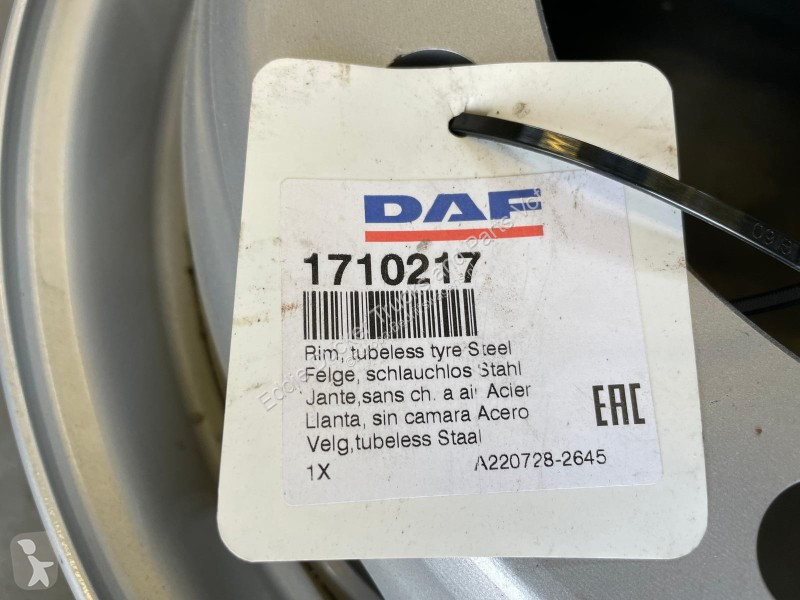 DAF
1710217
Rim, tubeless tyre Steel
Felge, schlauchlos Stahl
Jante,sans ch. a air Acier
Llanta, sin camara Acero
Velg,tubeless Staal
EAC
1X A220728-2645